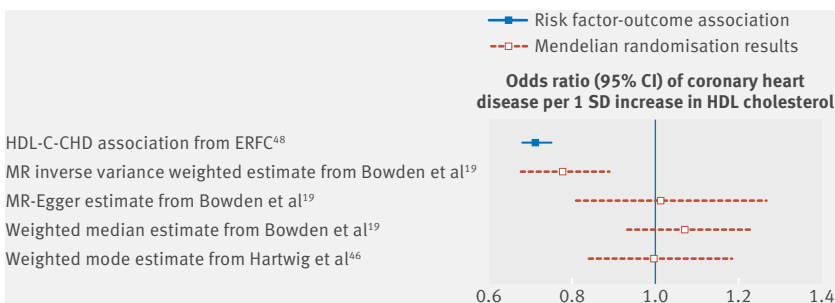 Risk factor-outcome association
Mendelian randomisation results
Odds ratio (95% CI) of coronary heart
disease per 1 SD increase in HDL cholesterol
HDL-C-CHD association from ERFC⁴⁸
MR inverse variance weighted estimate from Bowden et al¹⁹
MR-Egger estimate from Bowden et al¹⁹
Weighted median estimate from Bowden et al¹⁹
Weighted mode estimate from Hartwig et al⁴⁶
0.6 0.8 1.0 1.2 1.4